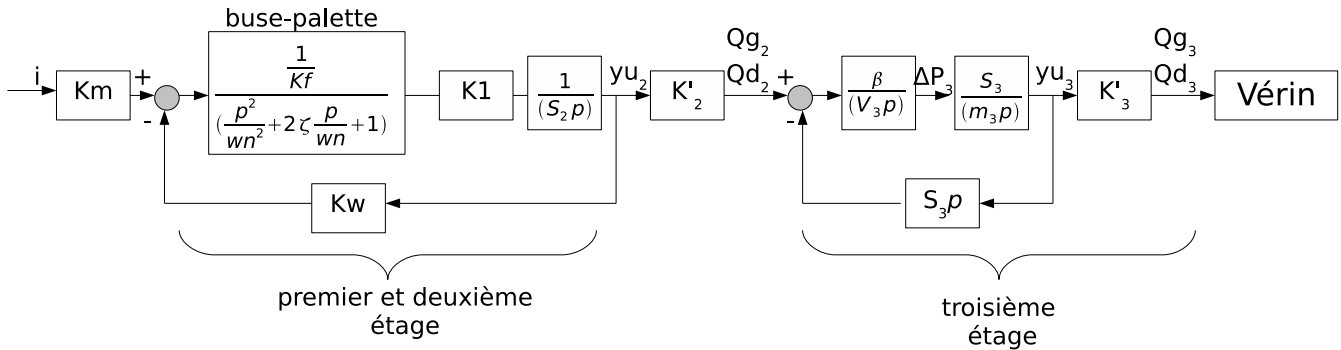 buse-palette
i
Km
+
-
1
Kf
(p²/wn²+2ζ p/wn+1)
K1
1
(S₂p)
yu₂
K'₂
Qg₂
Qd₂
+
-
β
(V₃p)
ΔP₃
S₃
(m₃p)
yu₃
K'₃
Qg₃
Qd₃
Vérin
Kw
S₃p
premier et deuxième
étage
troisième
étage